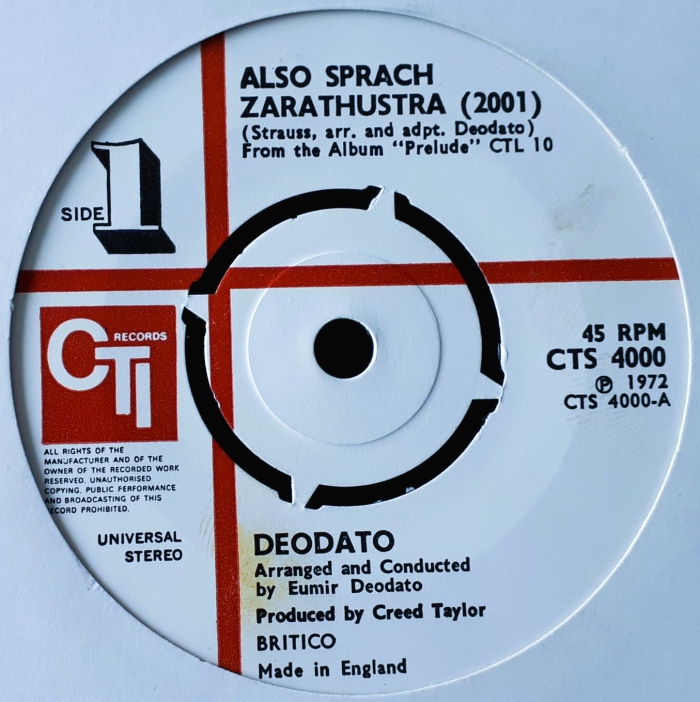 ALSO SPRACH
ZARATHUSTRA (2001)
(Strauss, arr. and adpt. Deodato)
From the Album "Prelude" CTL 10
SIDE 1
CTI RECORDS
45 RPM
CTS 4000
Ⓟ 1972
CTS 4000-A
ALL RIGHTS OF THE
MANUFACTURER AND OF THE
OWNER OF THE RECORDED WORK
RESERVED. UNAUTHORISED
COPYING, PUBLIC PERFORMANCE
AND BROADCASTING OF THIS
RECORD PROHIBITED.
UNIVERSAL
STEREO
DEODATO
Arranged and Conducted
by Eumir Deodato
Produced by Creed Taylor
BRITICO
Made in England